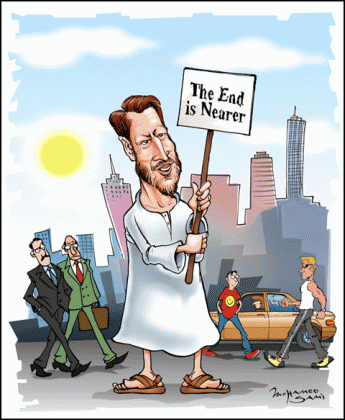 The End
is Nearer
MOHAMED
SAMI